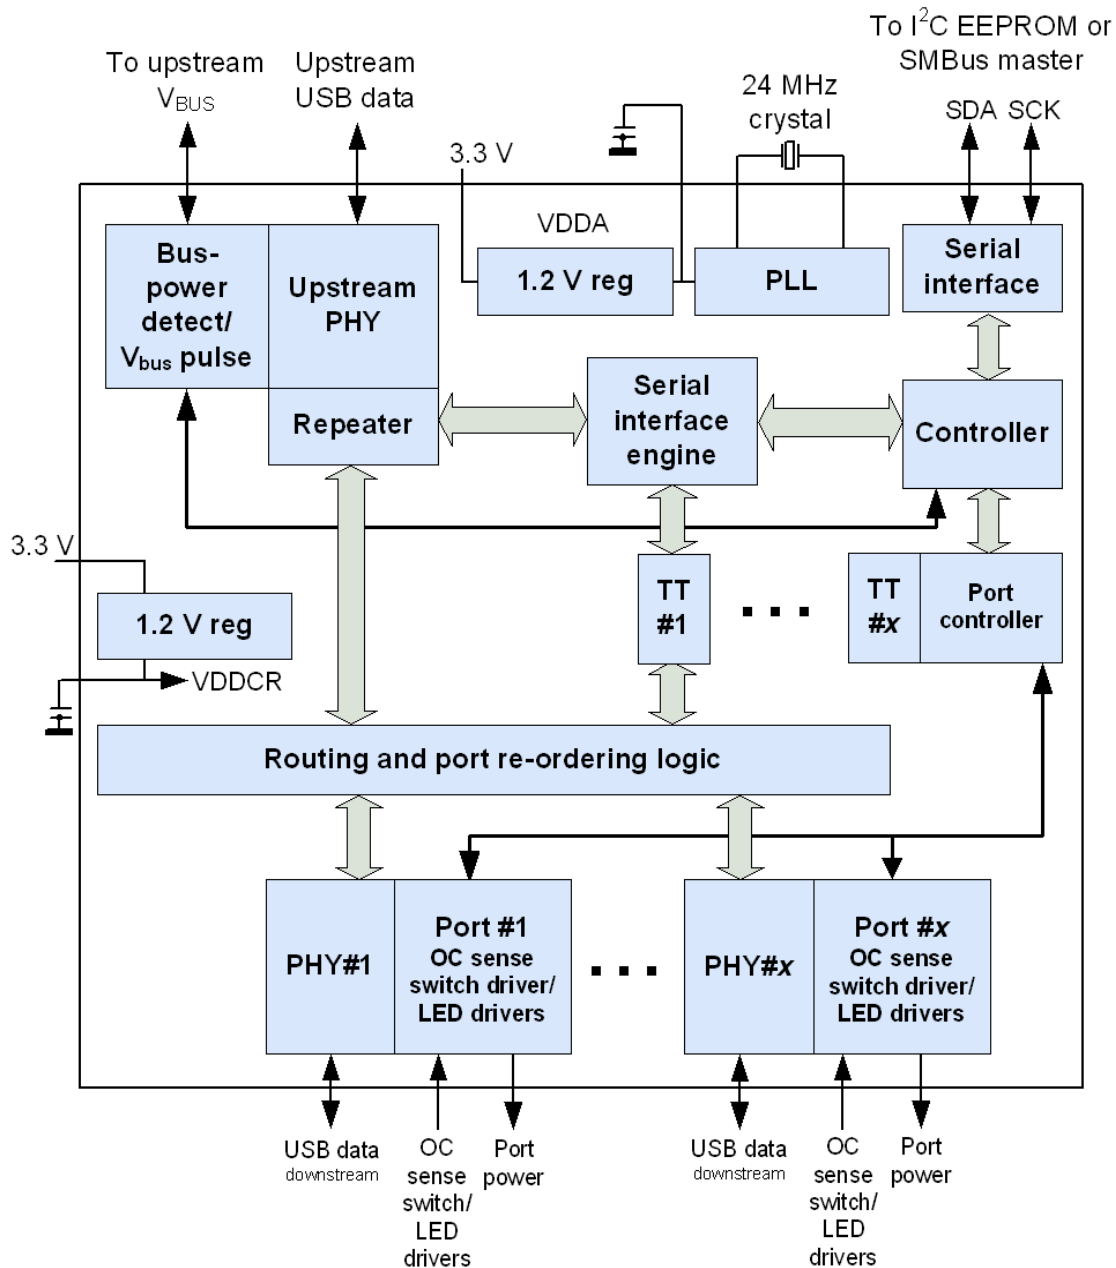 To I²C EEPROM or
SMBus master
To upstream
VBUS
Upstream
USB data
24 MHz
crystal
SDA
SCK
3.3 V
VDDA
Bus-
power
detect/
Vbus pulse
Upstream
PHY
1.2 V reg
PLL
Serial
interface
Repeater
Serial
interface
engine
Controller
3.3 V
1.2 V reg
VDDCR
TT
#1
TT
#x
Port
controller
Routing and port re-ordering logic
PHY#1
Port #1
OC sense
switch driver/
LED drivers
PHY#x
Port #x
OC sense
switch driver/
LED drivers
USB data
downstream
OC
sense
switch/
LED
drivers
Port
power
USB data
downstream
OC
sense
switch/
LED
drivers
Port
power